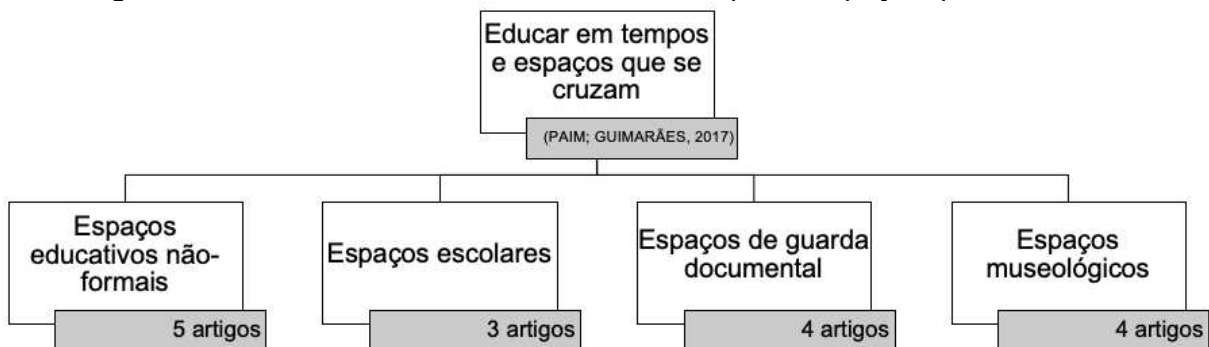 Educar em tempos
e espaços que se
cruzam
(PAIM; GUIMARÃES, 2017)
Espaços
educativos não-
formais
5 artigos
Espaços escolares
3 artigos
Espaços de guarda
documental
4 artigos
Espaços
museológicos
4 artigos